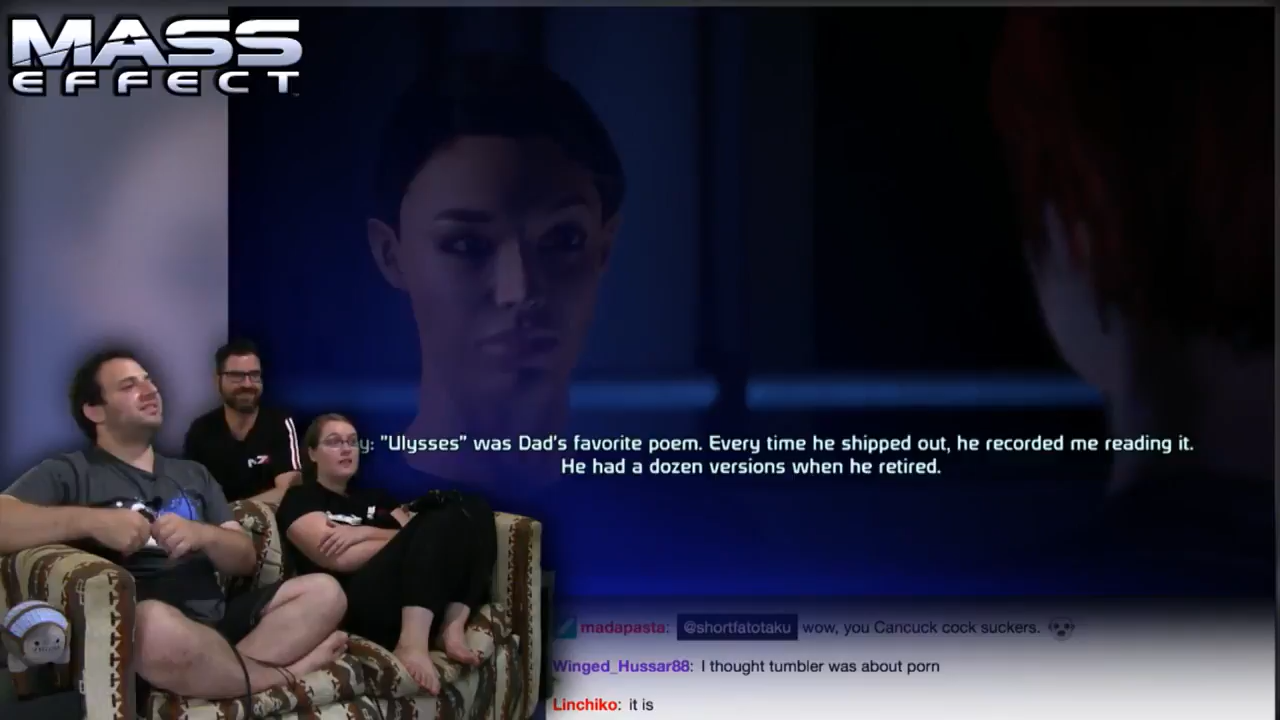 MASS
EFFECT
y: "Ulysses" was Dad's favorite poem. Every time he shipped out, he recorded me reading it.
He had a dozen versions when he retired.
N7
madapasta: @shortfatotaku wow, you Cancuck cock suckers.
Winged_Hussar88: I thought tumbler was about porn
Linchiko: it is